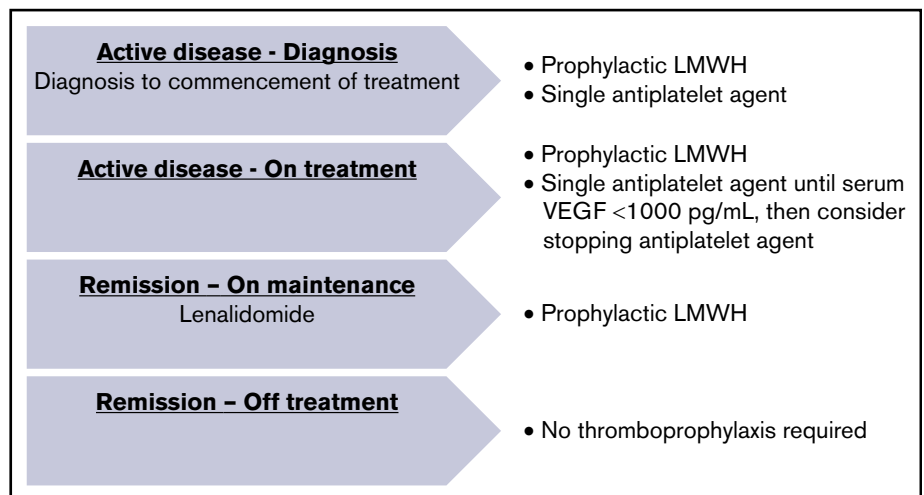 Active disease - Diagnosis
Diagnosis to commencement of treatment
• Prophylactic LMWH
• Single antiplatelet agent
Active disease - On treatment
• Prophylactic LMWH
• Single antiplatelet agent until serum
VEGF <1000 pg/mL, then consider
stopping antiplatelet agent
Remission – On maintenance
Lenalidomide
• Prophylactic LMWH
Remission – Off treatment
• No thromboprophylaxis required